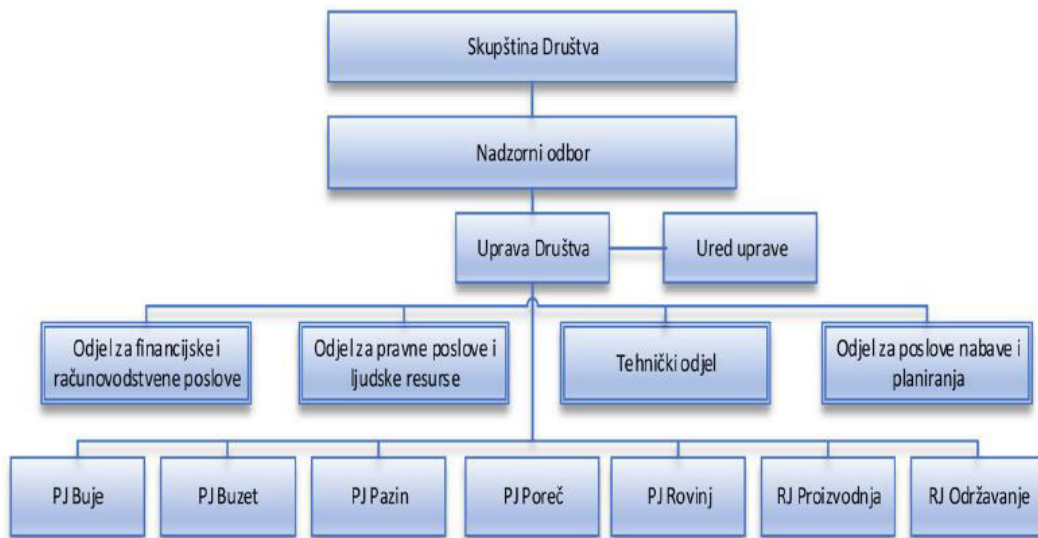 Skupština Društva
Nadzorni odbor
Uprava Društva
Ured uprave
Odjel za financijske i
računovodstvene poslove
Odjel za pravne poslove i
ljudske resurse
Tehnički odjel
Odjel za poslove nabave i
planiranja
PJ Buje
PJ Buzet
PJ Pazin
PJ Poreč
PJ Rovinj
RJ Proizvodnja
RJ Održavanje